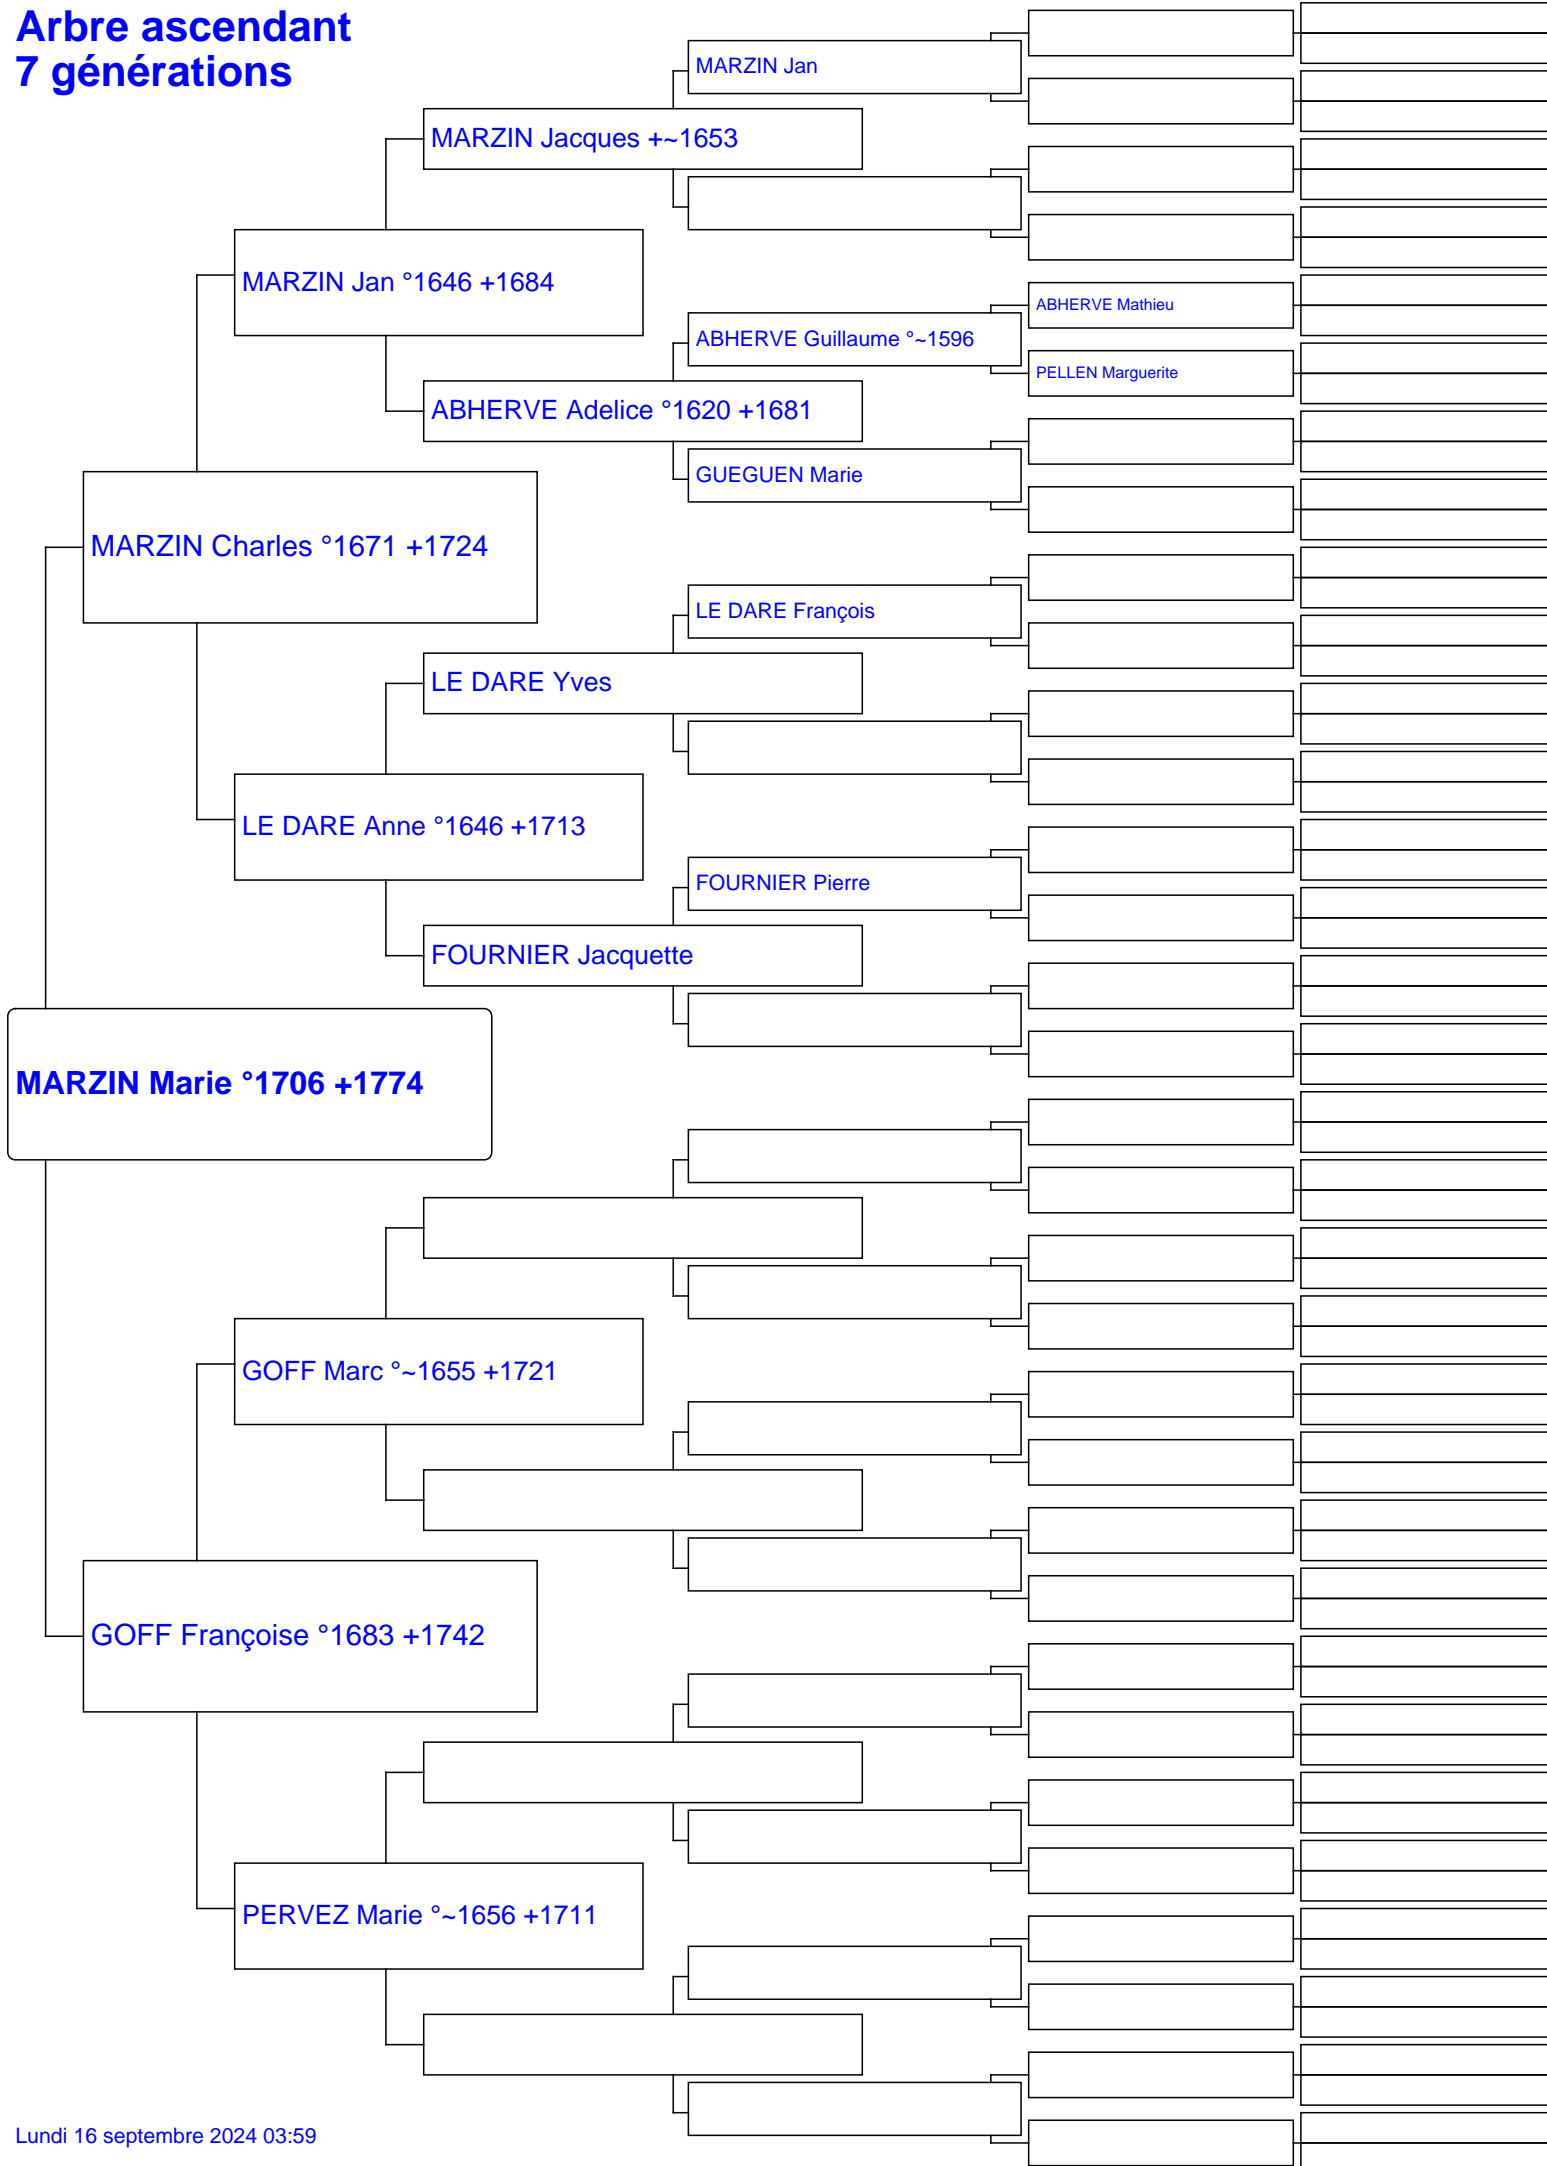 Arbre ascendant
7 générations
MARZIN Jan
MARZIN Jacques +~1653
MARZIN Jan °1646 +1684
ABHERVE Mathieu
ABHERVE Guillaume °~1596
PELLEN Marguerite
ABHERVE Adelice °1620 +1681
GUEGUEN Marie
MARZIN Charles °1671 +1724
LE DARE François
LE DARE Yves
LE DARE Anne °1646 +1713
FOURNIER Pierre
FOURNIER Jacquette
MARZIN Marie °1706 +1774
GOFF Marc °~1655 +1721
GOFF Françoise °1683 +1742
PERVEZ Marie °~1656 +1711
Lundi 16 septembre 2024 03:59